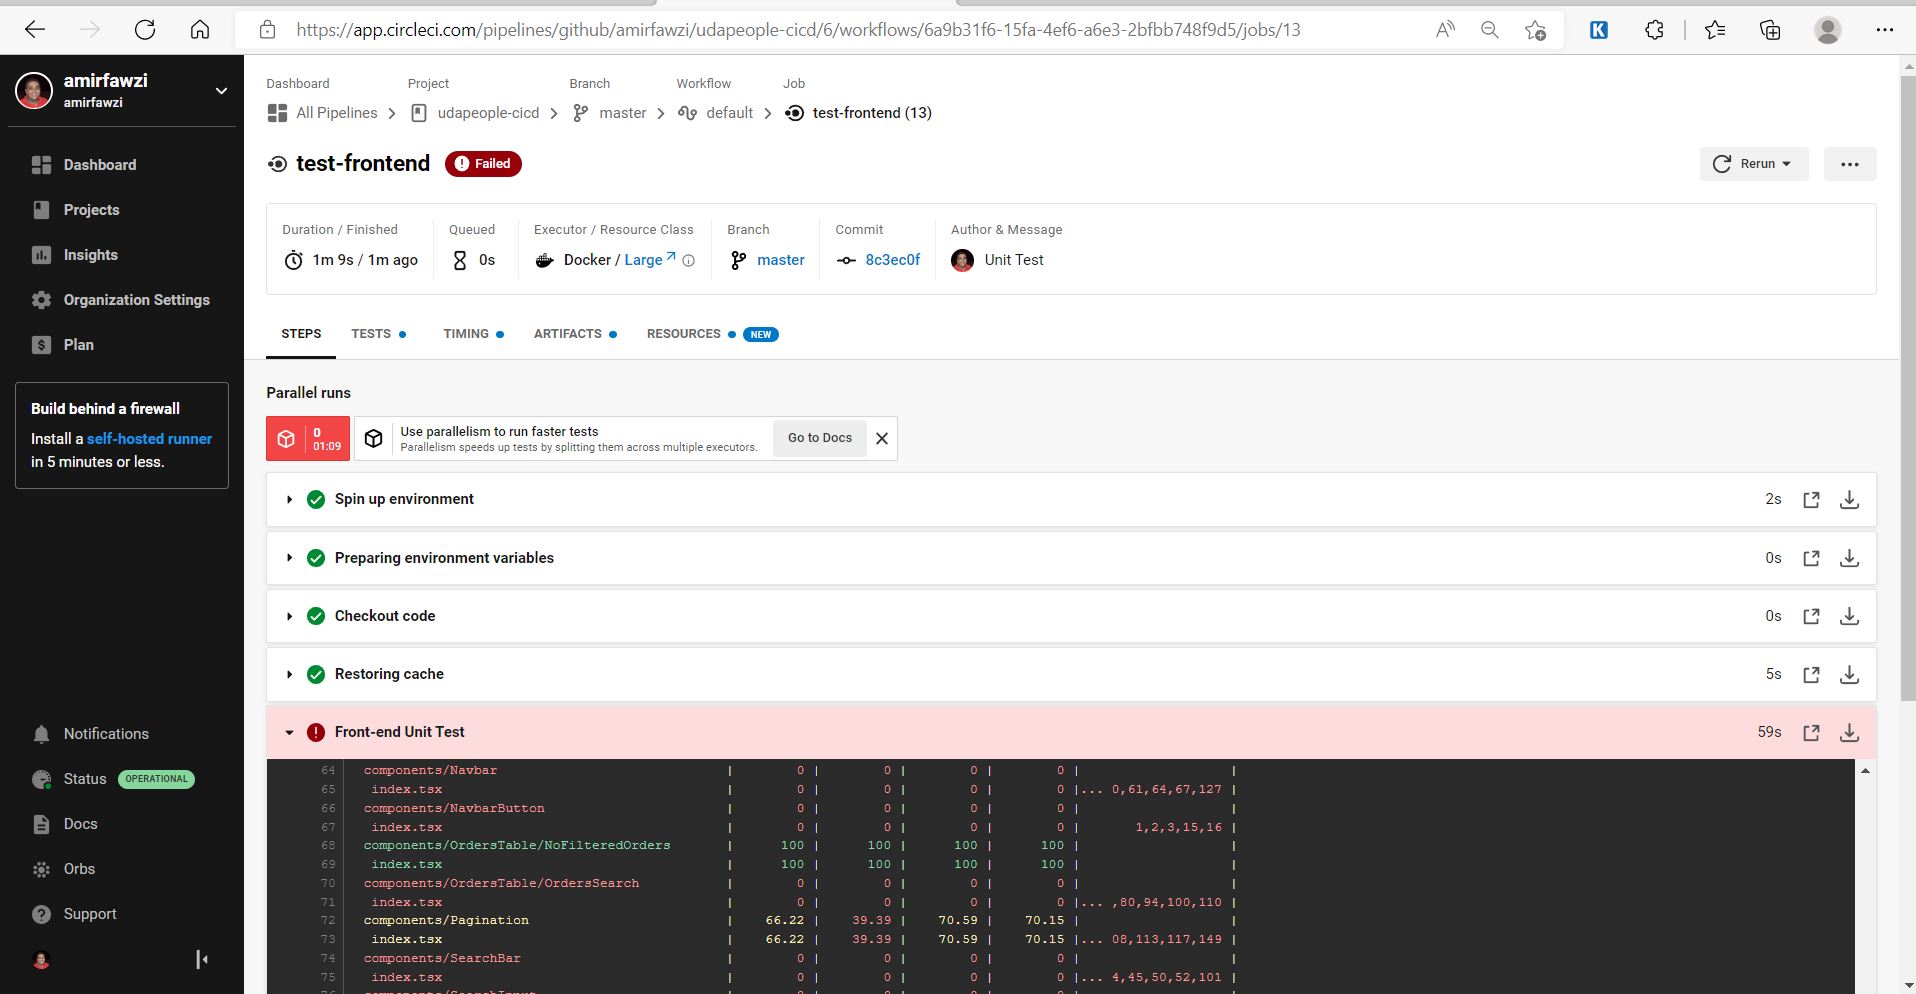 https://app.circleci.com/pipelines/github/amirfawzi/udapeople-cicd/6/workflows/6a9b31f6-15fa-4ef6-a6e3-2bfbb748f9d5/jobs/13
amirfawzi
amirfawzi
Dashboard
Projects
Insights
Organization Settings
Plan
Build behind a firewall
Install a self-hosted runner
in 5 minutes or less.
Notifications
Status OPERATIONAL
Docs
Orbs
Support
Dashboard Project Branch Workflow Job
All Pipelines udapeople-cicd master default test-frontend (13)
test-frontend Failed
Rerun
Duration / Finished Queued Executor / Resource Class Branch Commit Author & Message
1m 9s / 1m ago 0s Docker / Large master 8c3ec0f Unit Test
STEPS TESTS TIMING ARTIFACTS RESOURCES NEW
Parallel runs
0
01:09
Use parallelism to run faster tests
Parallelism speeds up tests by splitting them across multiple executors.
Go to Docs
Spin up environment 2s
Preparing environment variables 0s
Checkout code 0s
Restoring cache 5s
Front-end Unit Test 59s
64 components/Navbar | 0 | 0 | 0 | 0 | |
65 index.tsx | 0 | 0 | 0 | 0 |... 0,61,64,67,127 |
66 components/NavbarButton | 0 | 0 | 0 | 0 | |
67 index.tsx | 0 | 0 | 0 | 0 | 1,2,3,15,16 |
68 components/OrdersTable/NoFilteredOrders | 100 | 100 | 100 | 100 | |
69 index.tsx | 100 | 100 | 100 | 100 | |
70 components/OrdersTable/OrdersSearch | 0 | 0 | 0 | 0 | |
71 index.tsx | 0 | 0 | 0 | 0 |... ,80,94,100,110 |
72 components/Pagination | 66.22 | 39.39 | 70.59 | 70.15 | |
73 index.tsx | 66.22 | 39.39 | 70.59 | 70.15 |... 08,113,117,149 |
74 components/SearchBar | 0 | 0 | 0 | 0 | |
75 index.tsx | 0 | 0 | 0 | 0 |... 4,45,50,52,101 |